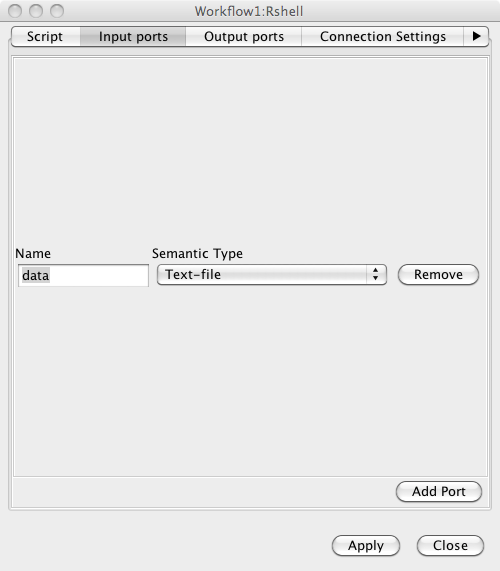 Workflow1:Rshell
Script Input ports Output ports Connection Settings
Name Semantic Type
data Text-file Remove
Add Port
Apply Close